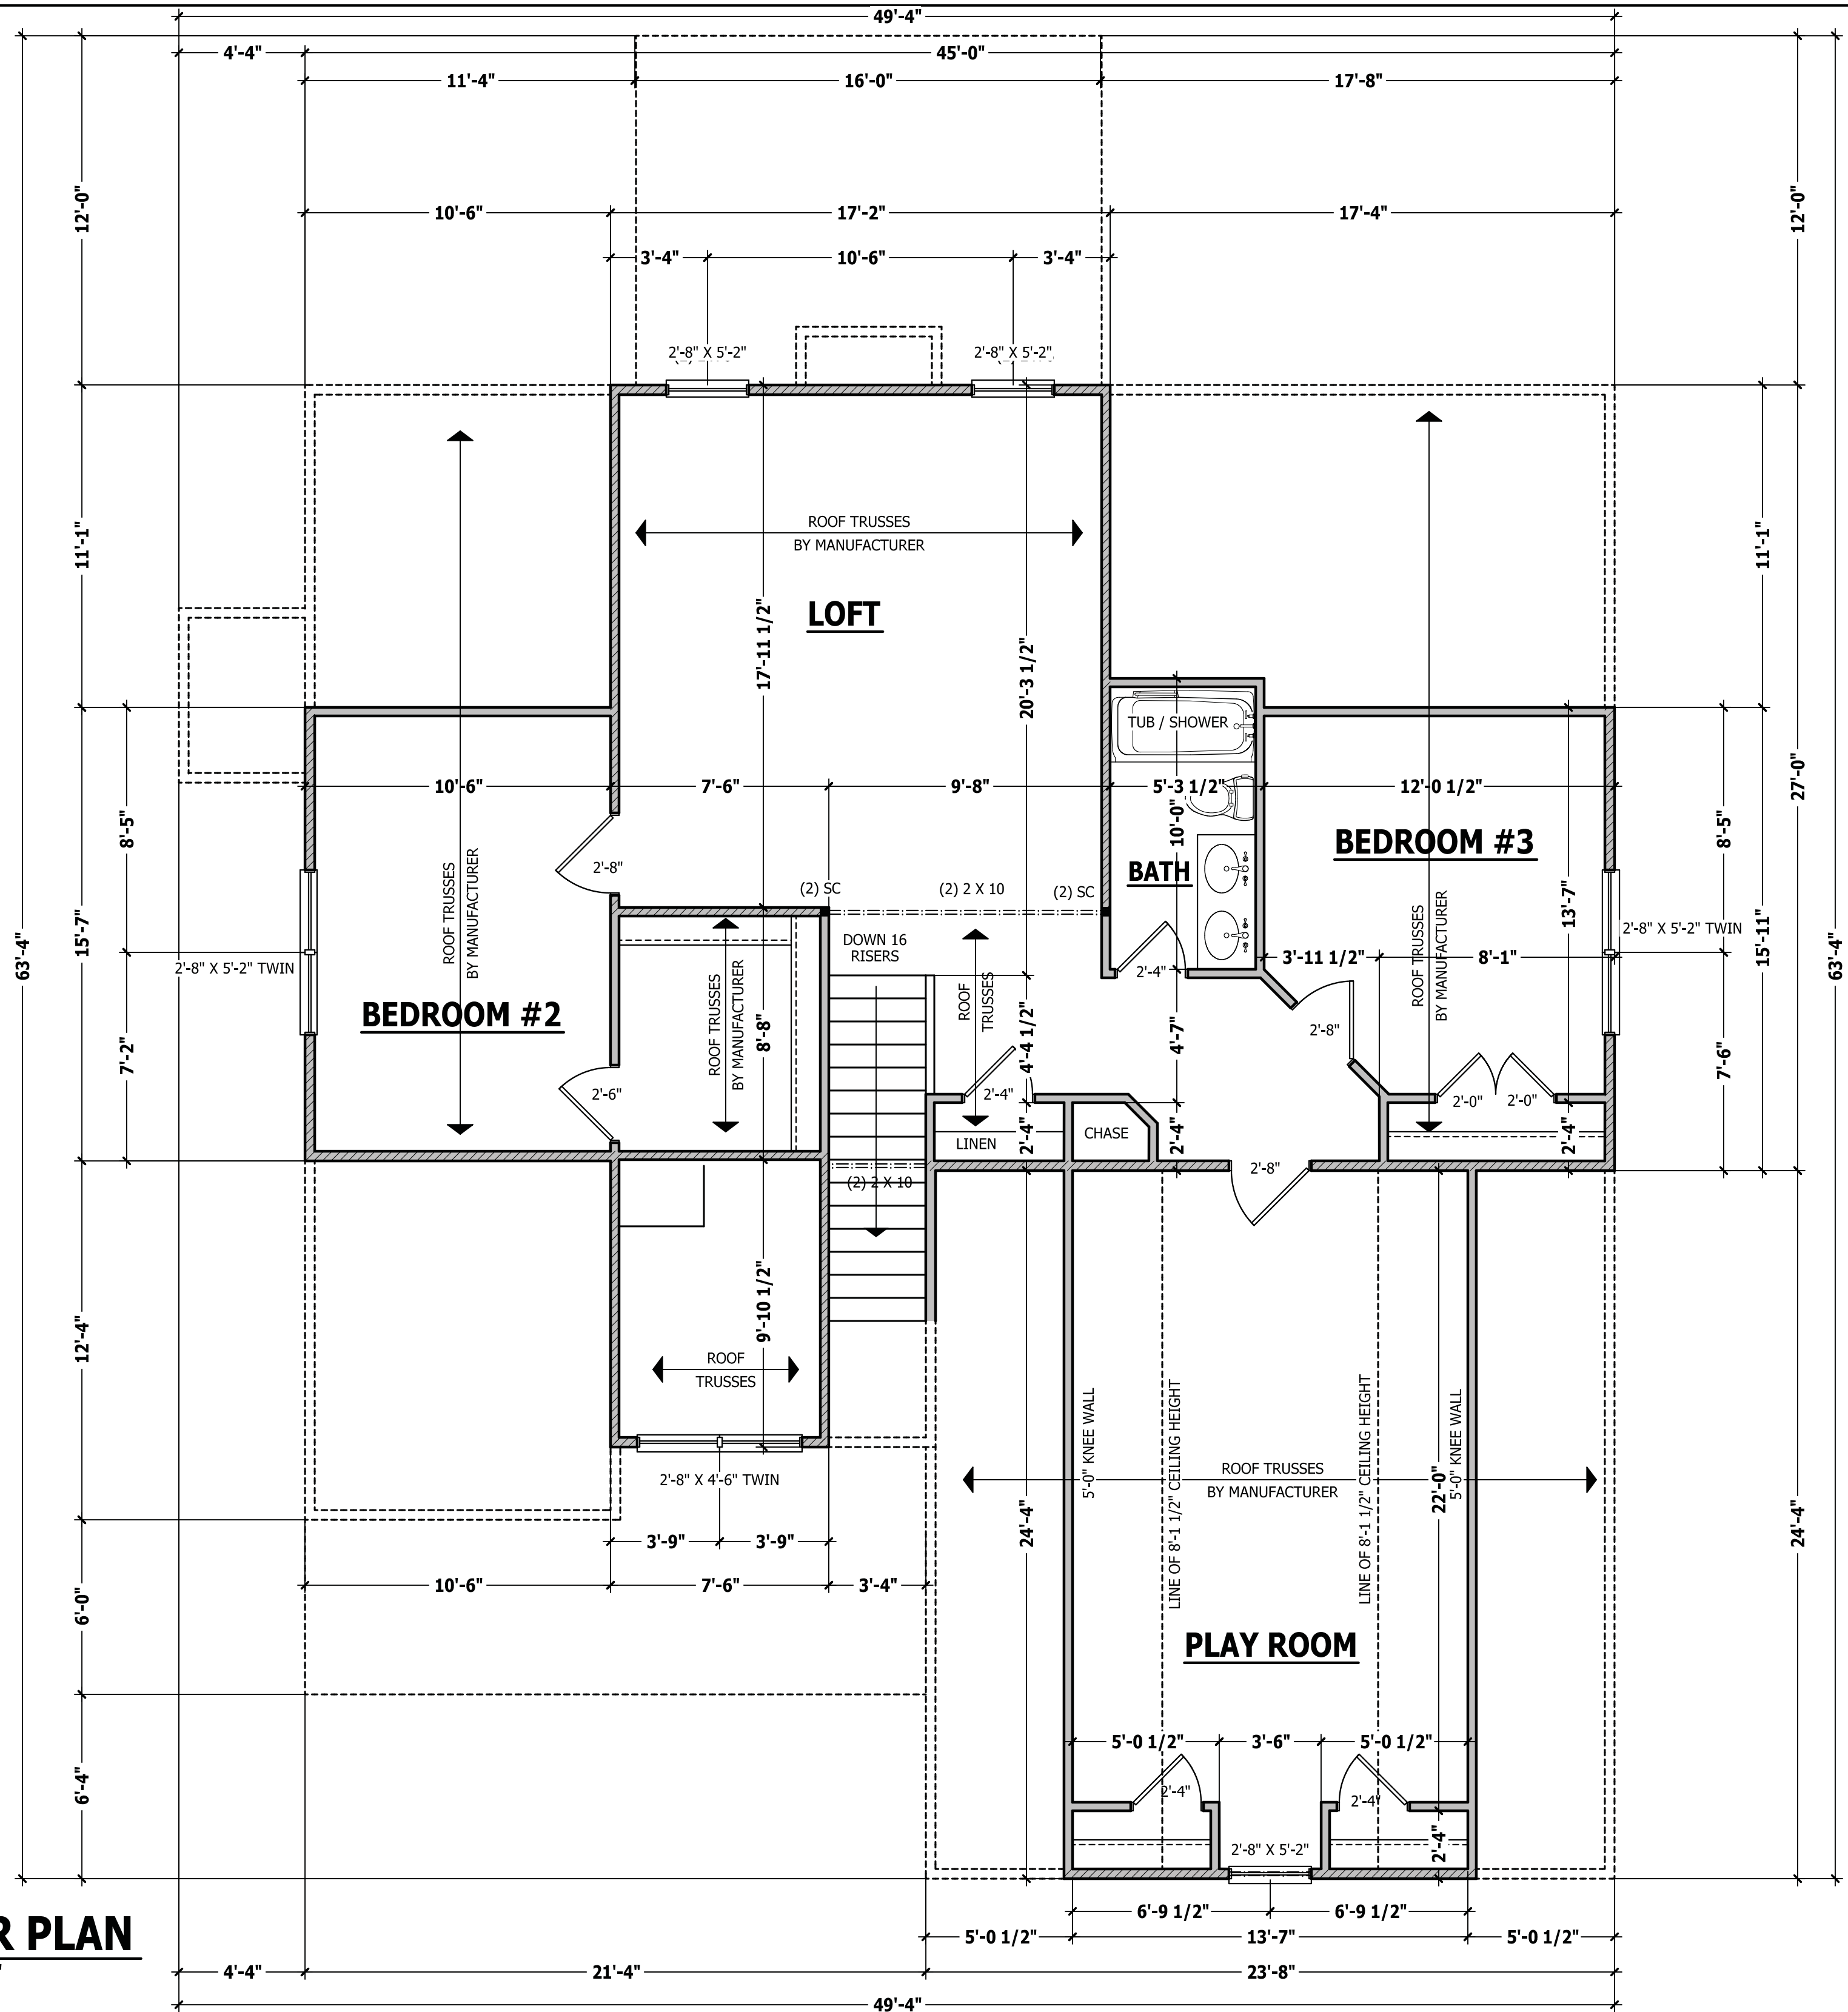 49'-4"
4'-4" 45'-0"
11'-4" 16'-0" 17'-8"
12'-0" 12'-0"
10'-6" 17'-2" 17'-4"
3'-4" 10'-6" 3'-4"
2'-8" X 5'-2" 2'-8" X 5'-2"
ROOF TRUSSES
BY MANUFACTURER
11'-1" 11'-1"
LOFT
17'-11 1/2"
20'-3 1/2"
TUB / SHOWER
10'-6" 7'-6" 9'-8" 5'-3 1/2" 12'-0 1/2"
27'-0"
8'-5" 8'-5"
10'-0"
BEDROOM #3
2'-8"
BATH
(2) SC (2) 2 X 10 (2) SC
ROOF TRUSSES
BY MANUFACTURER
13'-7"
2'-8" X 5'-2" TWIN
DOWN 16
RISERS
63'-4" 15'-7" 15'-11" 63'-4"
3'-11 1/2" 8'-1"
2'-8" X 5'-2" TWIN
2'-4"
ROOF TRUSSES
BY MANUFACTURER
ROOF
TRUSSES
ROOF TRUSSES
BY MANUFACTURER
BEDROOM #2
8'-8"
4'-4 1/2"
4'-7"
2'-8"
7'-2" 7'-6"
2'-6" 2'-4" 2'-0" 2'-0"
LINEN
2'-4"
CHASE
2'-4"
2'-4"
2'-8"
(2) 2 X 10
9'-10 1/2"
12'-4"
ROOF
TRUSSES
5'-0" KNEE WALL
LINE OF 8'-1 1/2" CEILING HEIGHT
LINE OF 8'-1 1/2" CEILING HEIGHT
5'-0" KNEE WALL
ROOF TRUSSES
BY MANUFACTURER
22'-0"
2'-8" X 4'-6" TWIN
24'-4" 24'-4"
3'-9" 3'-9"
10'-6" 7'-6" 3'-4"
6'-0"
PLAY ROOM
5'-0 1/2" 3'-6" 5'-0 1/2"
6'-4"
2'-4" 2'-4"
2'-8" X 5'-2"
2'-4"
6'-9 1/2" 6'-9 1/2"
R PLAN
5'-0 1/2" 13'-7" 5'-0 1/2"
4'-4" 21'-4" 23'-8"
49'-4"